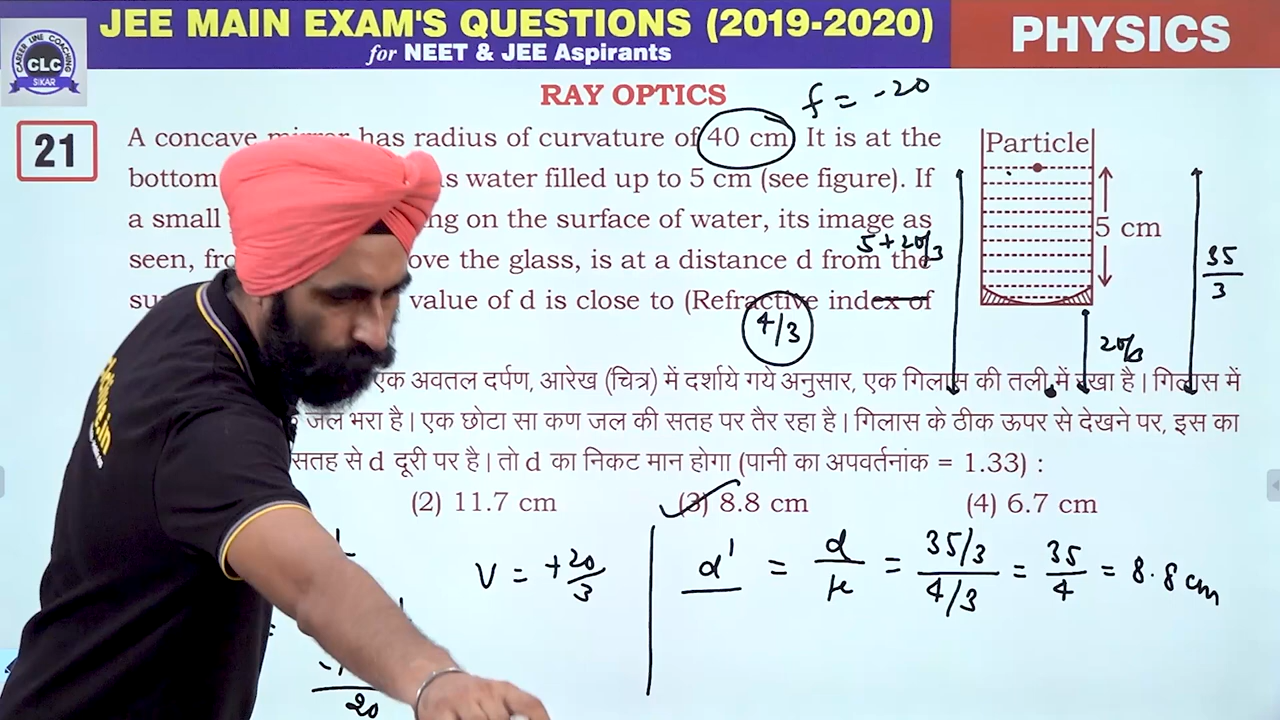 JEE MAIN EXAM'S QUESTIONS (2019-2020)
for NEET & JEE Aspirants
PHYSICS
CAREER LINE COACHING
CLC
SIKAR
RAY OPTICS
f = -20
21
A concave mirror has radius of curvature of 40 cm. It is at the
bottom s water filled up to 5 cm (see figure). If
a small ng on the surface of water, its image as
seen, fro ove the glass, is at a distance d from the
su value of d is close to (Refractive index of
4/3
Particle
5 cm
5+20/3
35/3
20/3
एक अवतल दर्पण, आरेख (चित्र) में दर्शाये गये अनुसार, एक गिलास की तली में रखा है। गिलास में
जल भरा है। एक छोटा सा कण जल की सतह पर तैर रहा है। गिलास के ठीक ऊपर से देखने पर, इस का
सतह से d दूरी पर है। तो d का निकट मान होगा (पानी का अपवर्तनांक = 1.33) :
(2) 11.7 cm (3) 8.8 cm (4) 6.7 cm
V = +20/3
d' = d/μ = 35/3 / 4/3 = 35/4 = 8.8 cm
20